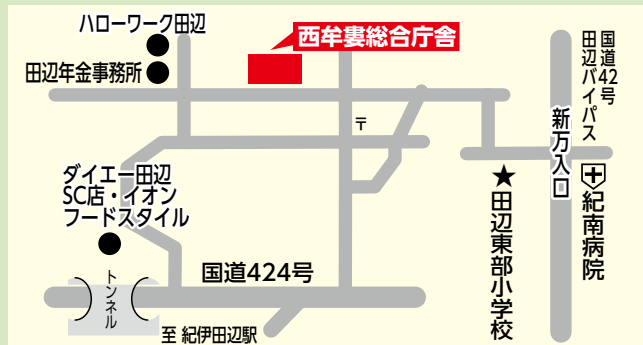 ハローワーク田辺
西牟婁総合庁舎
田辺年金事務所
国道42号
田辺バイパス
新万入口
〒
紀南病院
★
田辺東部小学校
ダイエー田辺
SC店・イオン
フードスタイル
トンネル
国道424号
至 紀伊田辺駅